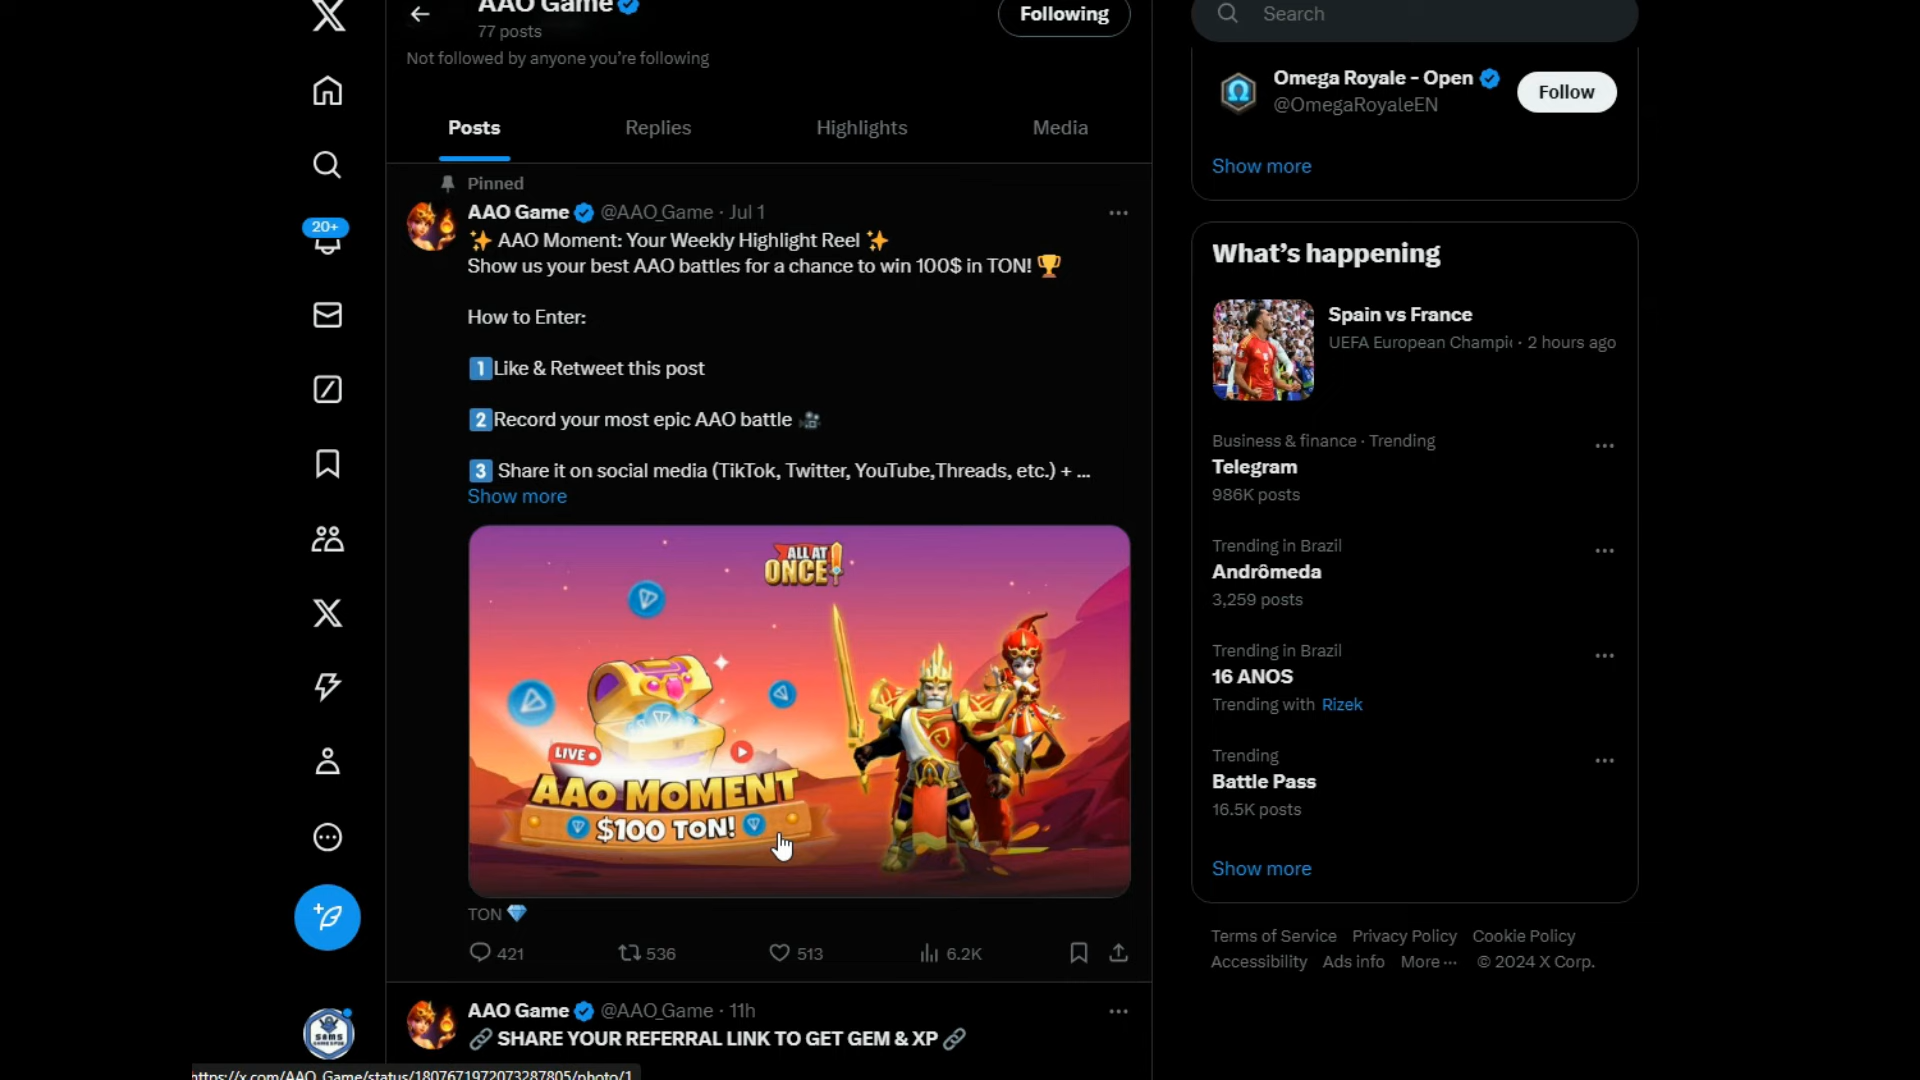 AAO Game
77 posts
Following
Not followed by anyone you're following
Posts
Replies
Highlights
Media
Pinned
AAO Game @AAO_Game · Jul 1
✨ AAO Moment: Your Weekly Highlight Reel ✨
Show us your best AAO battles for a chance to win 100$ in TON! 🏆
How to Enter:
1️⃣Like & Retweet this post
2️⃣Record your most epic AAO battle 🎥
3️⃣ Share it on social media (TikTok, Twitter, YouTube,Threads, etc.) + ...
Show more
ALL AT
ONCE!
LIVE
AAO MOMENT
$100 TON!
TON 💎
421
536
513
6.2K
AAO Game @AAO_Game · 11h
🔗 SHARE YOUR REFERRAL LINK TO GET GEM & XP 🔗
20+
SAMS
https://x.com/AAO_Game/status/1807671972073287805/photo/1
Search
Omega Royale - Open
@OmegaRoyaleEN
Follow
Show more
What's happening
Spain vs France
UEFA European Champi · 2 hours ago
Business & finance · Trending
Telegram
986K posts
Trending in Brazil
Andrômeda
3,259 posts
Trending in Brazil
16 ANOS
Trending with Rizek
Trending
Battle Pass
16.5K posts
Show more
Terms of Service Privacy Policy Cookie Policy
Accessibility Ads info More ··· © 2024 X Corp.